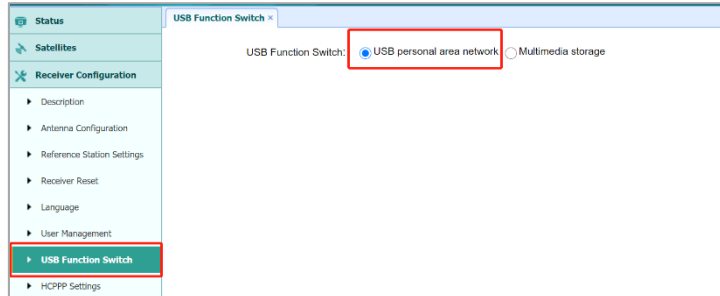 Status
Satellites
Receiver Configuration
Description
Antenna Configuration
Reference Station Settings
Receiver Reset
Language
User Management
USB Function Switch
HCPPP Settings
USB Function Switch ×
USB Function Switch: USB personal area network Multimedia storage